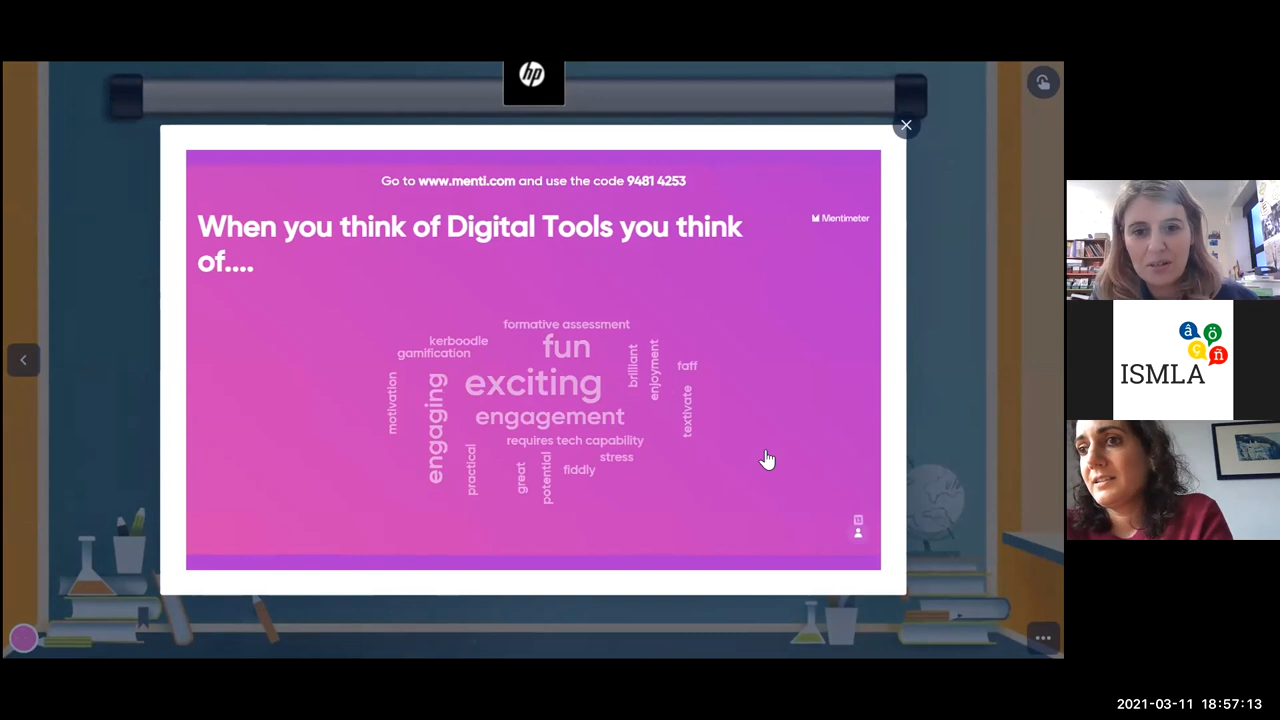 hp
Go to www.menti.com and use the code 9481 4253
When you think of Digital Tools you think
of....
Mentimeter
formative assessment
kerboodle
fun
gamification
brilliant
enjoyment
faff
motivation
engaging
exciting
textivate
engagement
requires tech capability
practical
stress
great
potential
fiddly
â
ö
ç
ñ
ISMLA
2021-03-11 18:57:13